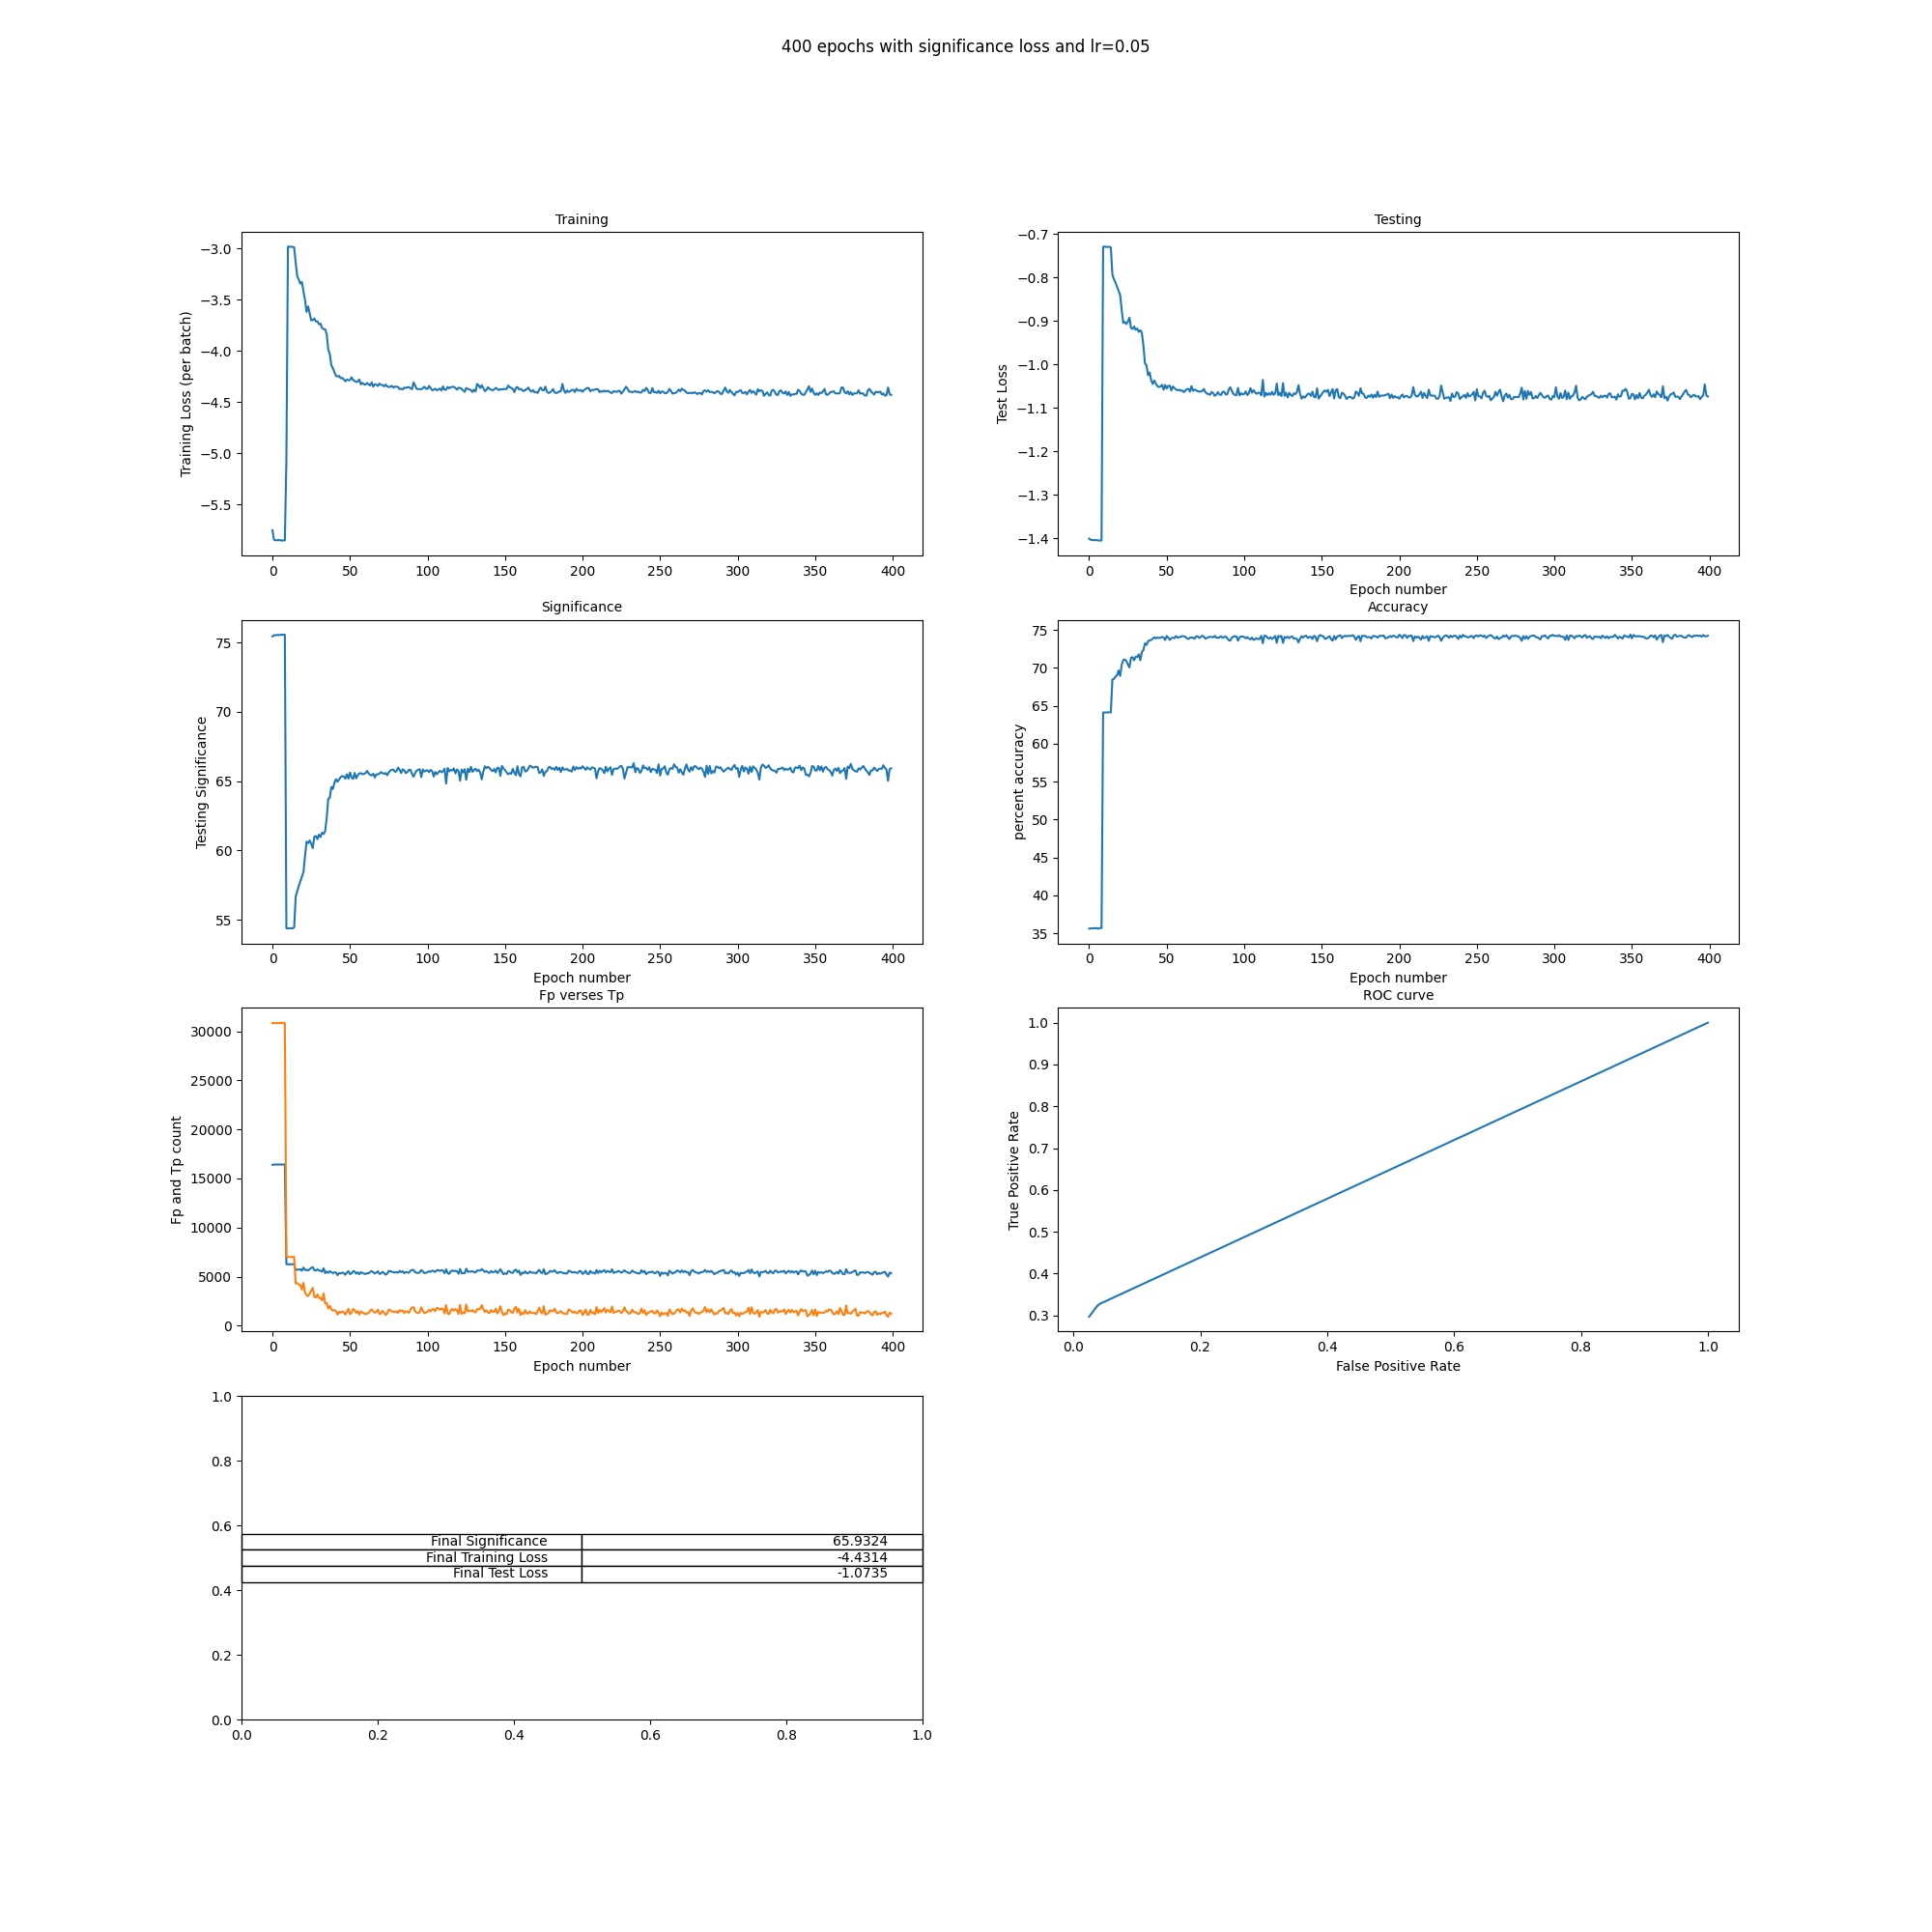 400 epochs with significance loss and lr=0.05
Training
Training Loss (per batch)
−3.0
−3.5
−4.0
−4.5
−5.0
−5.5
0 50 100 150 200 250 300 350 400
Testing
Test Loss
−0.7
−0.8
−0.9
−1.0
−1.1
−1.2
−1.3
−1.4
0 50 100 150 200 250 300 350 400
Epoch number
Significance
Testing Significance
75
70
65
60
55
0 50 100 150 200 250 300 350 400
Epoch number
Accuracy
percent accuracy
75
70
65
60
55
50
45
40
35
0 50 100 150 200 250 300 350 400
Epoch number
Fp verses Tp
Fp and Tp count
30000
25000
20000
15000
10000
5000
0
0 50 100 150 200 250 300 350 400
Epoch number
ROC curve
True Positive Rate
1.0
0.9
0.8
0.7
0.6
0.5
0.4
0.3
0.0 0.2 0.4 0.6 0.8 1.0
False Positive Rate
1.0
0.8
0.6
Final Significance 65.9324
Final Training Loss -4.4314
Final Test Loss -1.0735
0.4
0.2
0.0
0.0 0.2 0.4 0.6 0.8 1.0